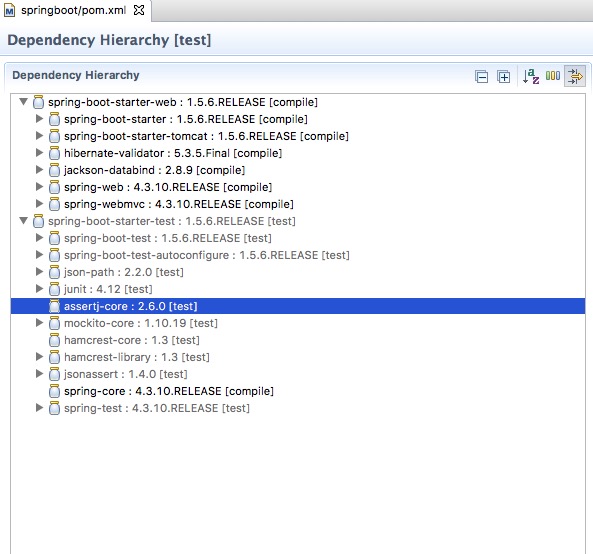 M springboot/pom.xml
Dependency Hierarchy [test]
Dependency Hierarchy
a z
spring-boot-starter-web : 1.5.6.RELEASE [compile]
spring-boot-starter : 1.5.6.RELEASE [compile]
spring-boot-starter-tomcat : 1.5.6.RELEASE [compile]
hibernate-validator : 5.3.5.Final [compile]
jackson-databind : 2.8.9 [compile]
spring-web : 4.3.10.RELEASE [compile]
spring-webmvc : 4.3.10.RELEASE [compile]
spring-boot-starter-test : 1.5.6.RELEASE [test]
spring-boot-test : 1.5.6.RELEASE [test]
spring-boot-test-autoconfigure : 1.5.6.RELEASE [test]
json-path : 2.2.0 [test]
junit : 4.12 [test]
assertj-core : 2.6.0 [test]
mockito-core : 1.10.19 [test]
hamcrest-core : 1.3 [test]
hamcrest-library : 1.3 [test]
jsonassert : 1.4.0 [test]
spring-core : 4.3.10.RELEASE [compile]
spring-test : 4.3.10.RELEASE [test]